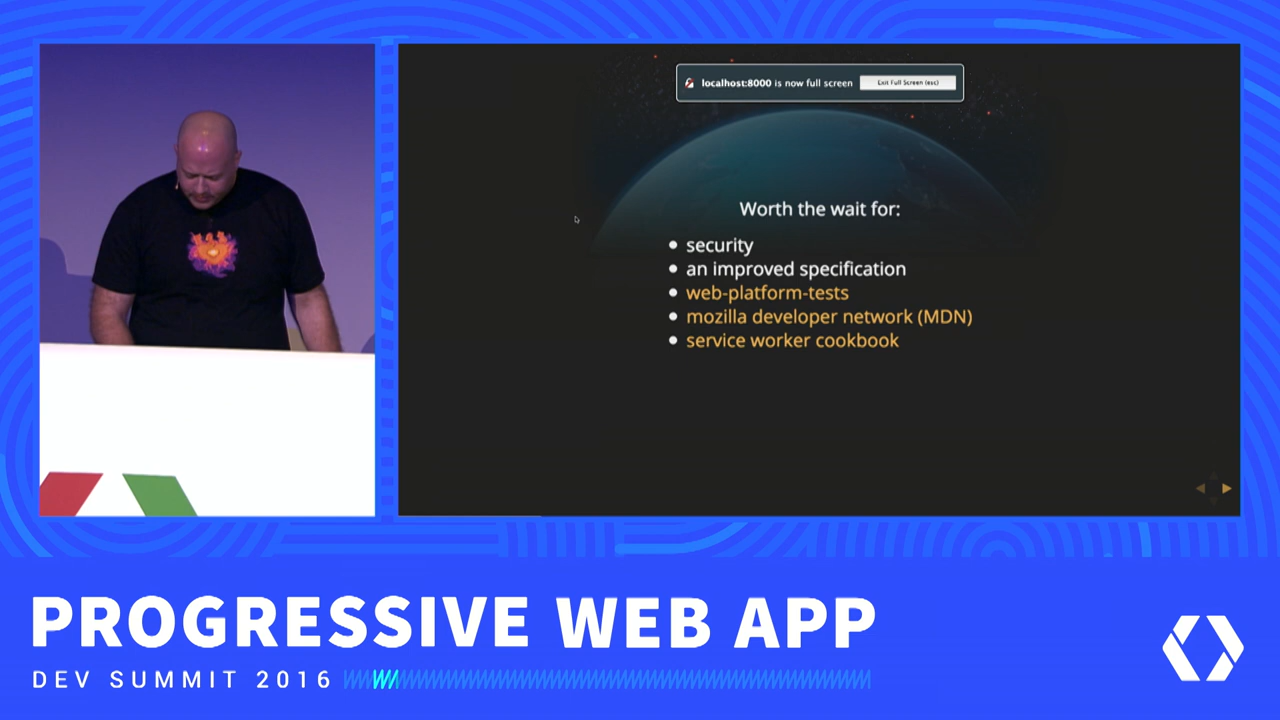 localhost:8000 is now full screen
Exit Full Screen (esc)
Worth the wait for:
security
an improved specification
web-platform-tests
mozilla developer network (MDN)
service worker cookbook
PROGRESSIVE WEB APP
DEV SUMMIT 2016